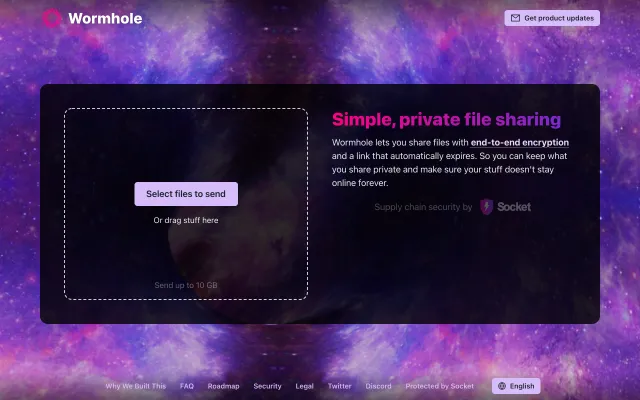 Wormhole
Get product updates
Select files to send
Or drag stuff here
Send up to 10 GB
Simple, private file sharing
Wormhole lets you share files with end-to-end encryption
and a link that automatically expires. So you can keep what
you share private and make sure your stuff doesn't stay
online forever.
Supply chain security by Socket
Why We Built This FAQ Roadmap Security Legal Twitter Discord Protected by Socket English